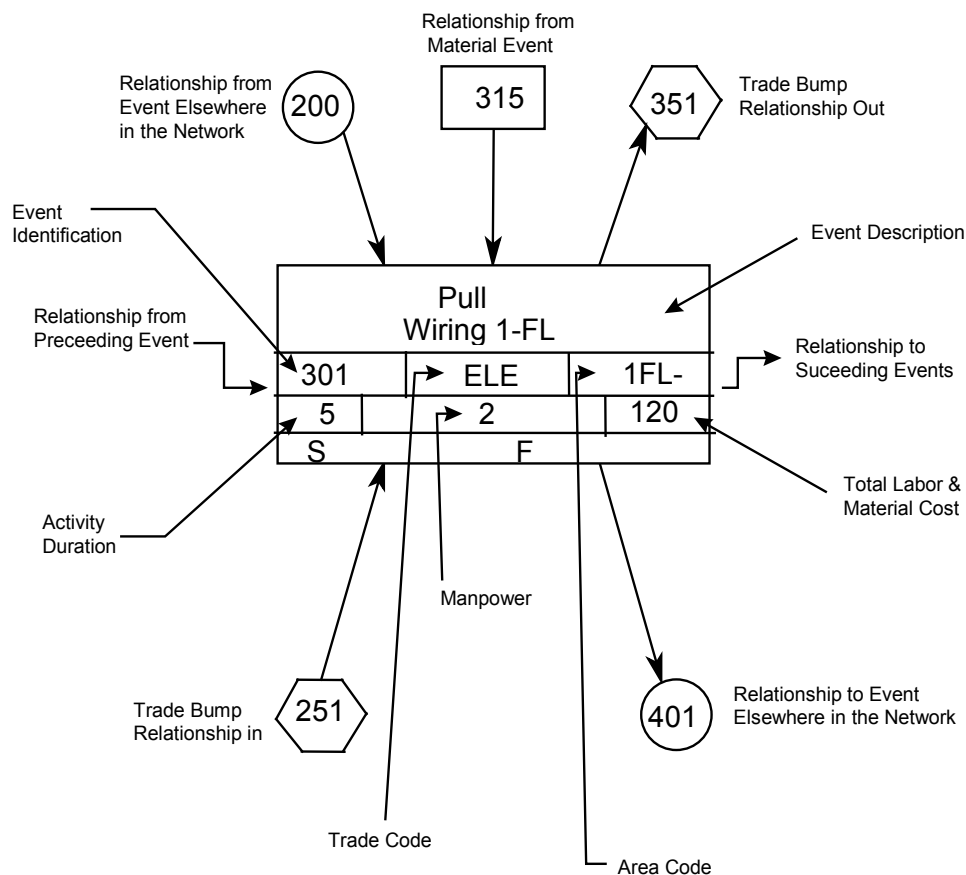 Relationship from
Material Event
315
Relationship from
Event Elsewhere
in the Network
200
351
Trade Bump
Relationship Out
Event
Identification
Event Description
Pull
Wiring 1-FL
Relationship from
Preceeding Event
301
ELE
1FL-
Relationship to
Suceeding Events
5
2
120
S
F
Total Labor &
Material Cost
Activity
Duration
Manpower
Trade Bump
Relationship in
251
401
Relationship to Event
Elsewhere in the Network
Trade Code
Area Code